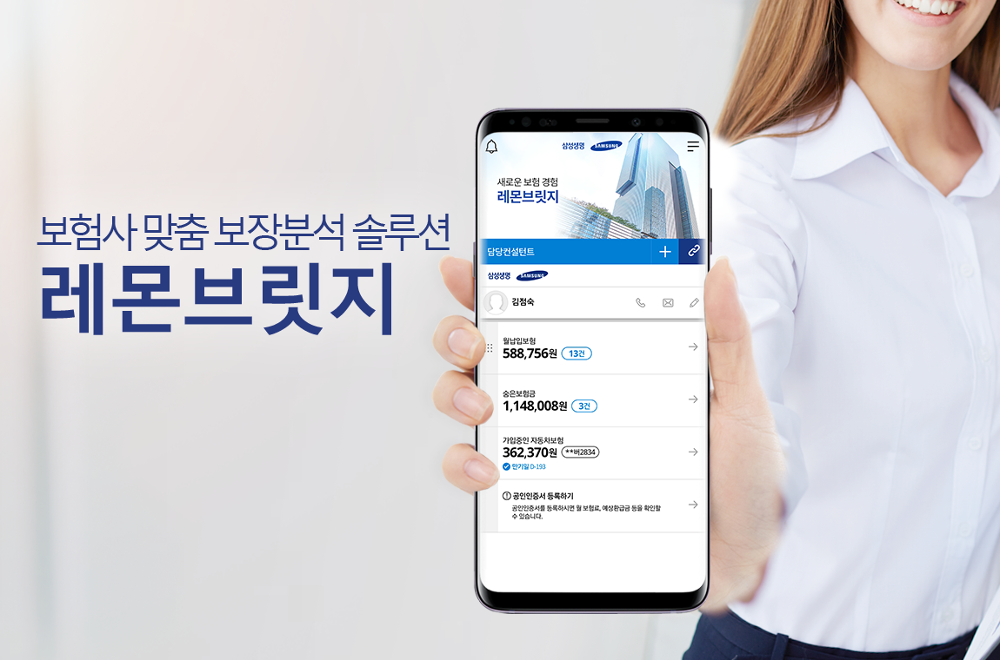 보험사 맞춤 보장분석 솔루션
레몬브릿지
삼성생명 SAMSUNG
새로운 보험 경험
레몬브릿지
담당컨설턴트
삼성생명 SAMSUNG
김점숙
월납입보험
588,756원 13건
숨은보험금
1,148,008원 3건
가입중인 자동차보험
362,370원 **버2834
만기일 D-193
공인인증서 등록하기
공인인증서를 등록하시면 월 보험료, 예상환급금 등을 확인할
수 있습니다.